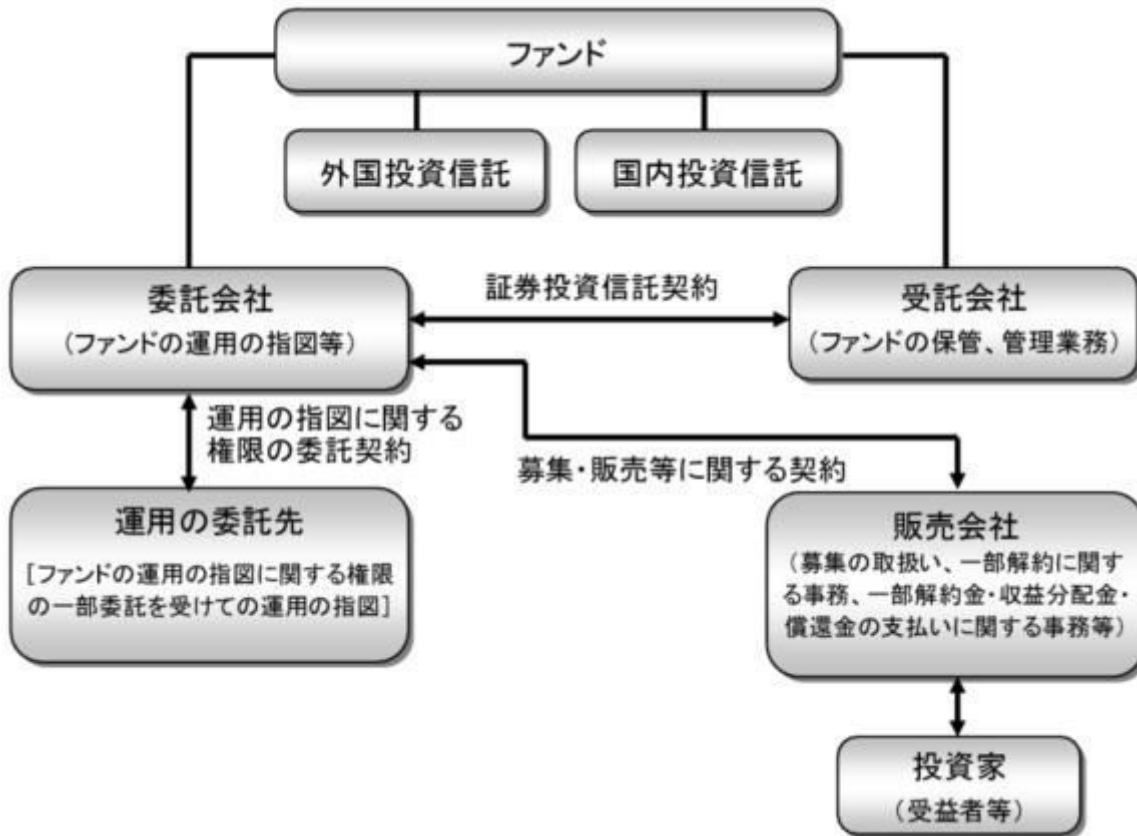 ファンド
外国投資信託
国内投資信託
委託会社
(ファンドの運用の指図等)
証券投資信託契約
受託会社
(ファンドの保管、管理業務)
運用の指図に関する
権限の委託契約
募集・販売等に関する契約
運用の委託先
[ファンドの運用の指図に関する権限
の一部委託を受けての運用の指図]
販売会社
(募集の取扱い、一部解約に関す
る事務、一部解約金・収益分配金・
償還金の支払いに関する事務等)
投資家
(受益者等)